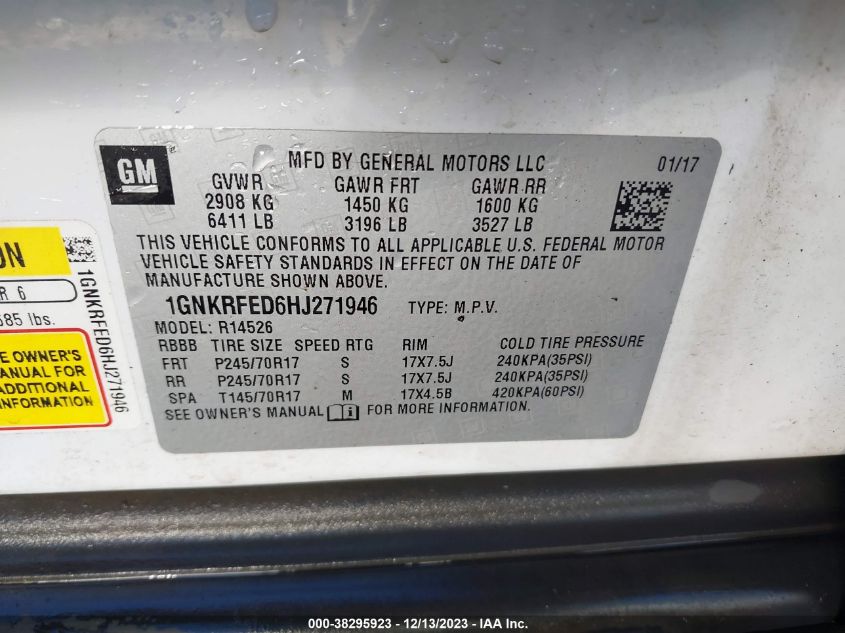 GM
MFD BY GENERAL MOTORS LLC 01/17
GVWR GAWR FRT GAWR RR
2908 KG 1450 KG 1600 KG
6411 LB 3196 LB 3527 LB
THIS VEHICLE CONFORMS TO ALL APPLICABLE U.S. FEDERAL MOTOR
VEHICLE SAFETY STANDARDS IN EFFECT ON THE DATE OF
MANUFACTURE SHOWN ABOVE.
1GNKRFED6HJ271946 TYPE: M.P.V.
MODEL: R14526
RBBB TIRE SIZE SPEED RTG RIM COLD TIRE PRESSURE
FRT P245/70R17 S 17X7.5J 240KPA(35PSI)
RR P245/70R17 S 17X7.5J 240KPA(35PSI)
SPA T145/70R17 M 17X4.5B 420KPA(60PSI)
SEE OWNER'S MANUAL FOR MORE INFORMATION.
R 6
lbs.
E OWNER'S
ANUAL FOR
ADDITIONAL
INFORMATION
1GNKRFED6HJ271946
000-38295923 - 12/13/2023 - IAA Inc.